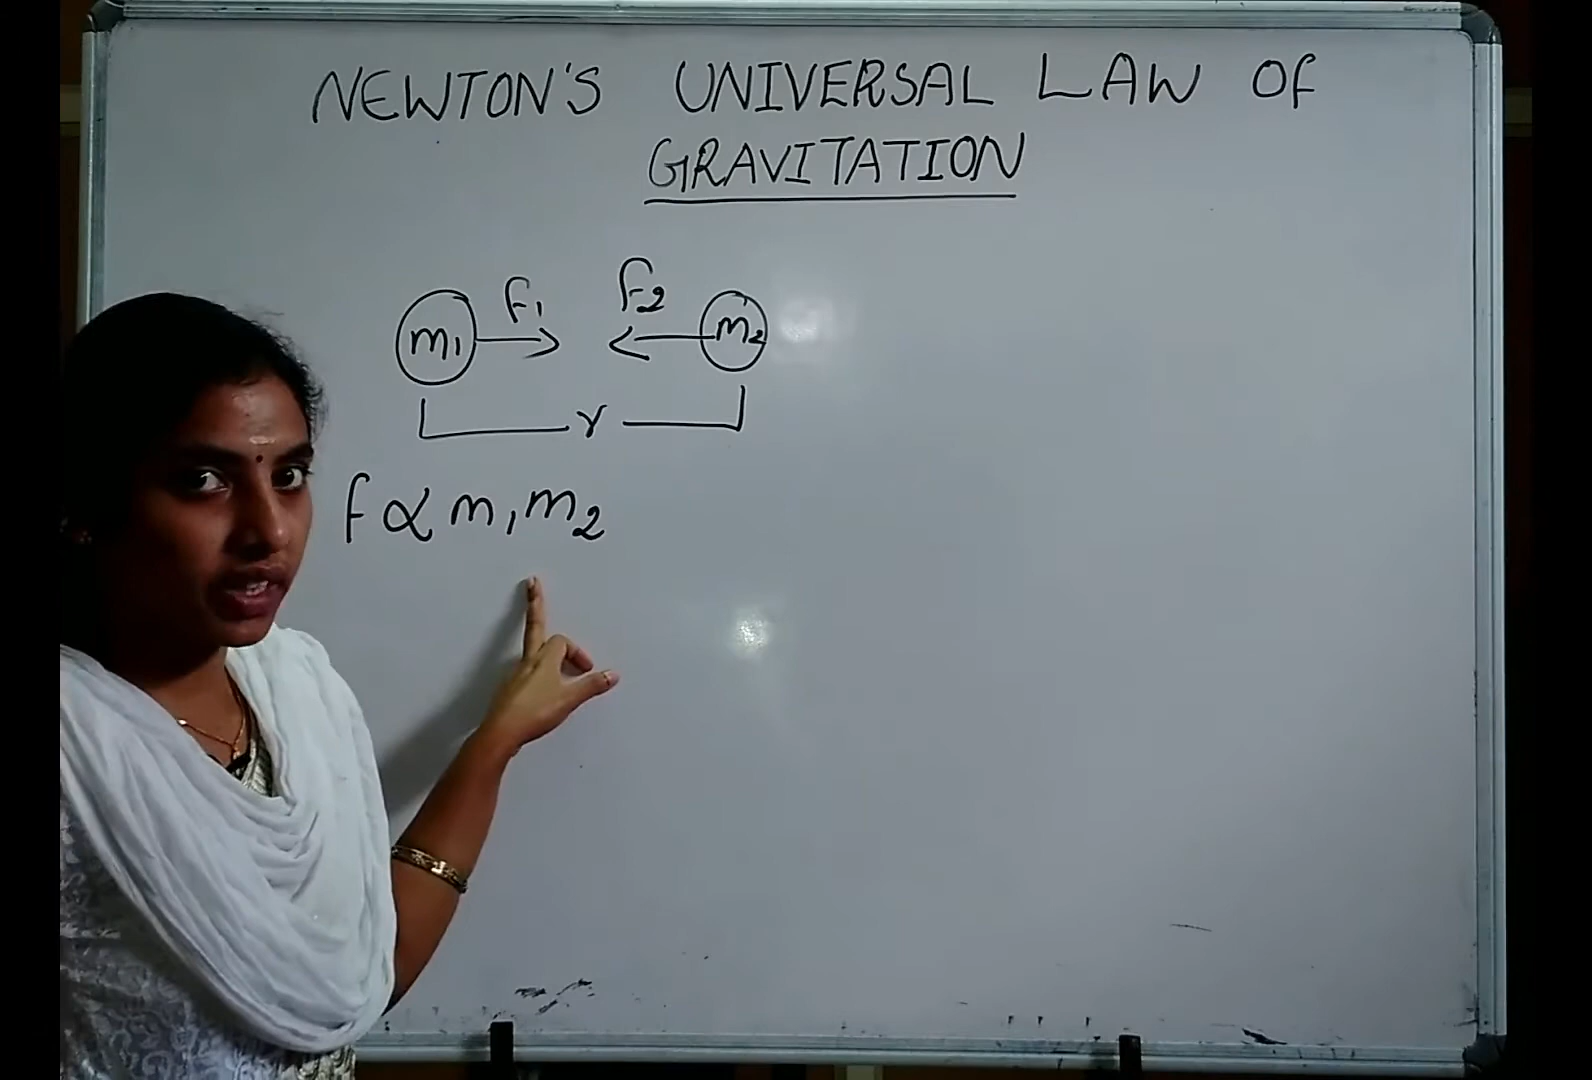 NEWTON'S UNIVERSAL LAW OF
GRAVITATION
F1 F2
m1 m2
r
F ∝ m1m2